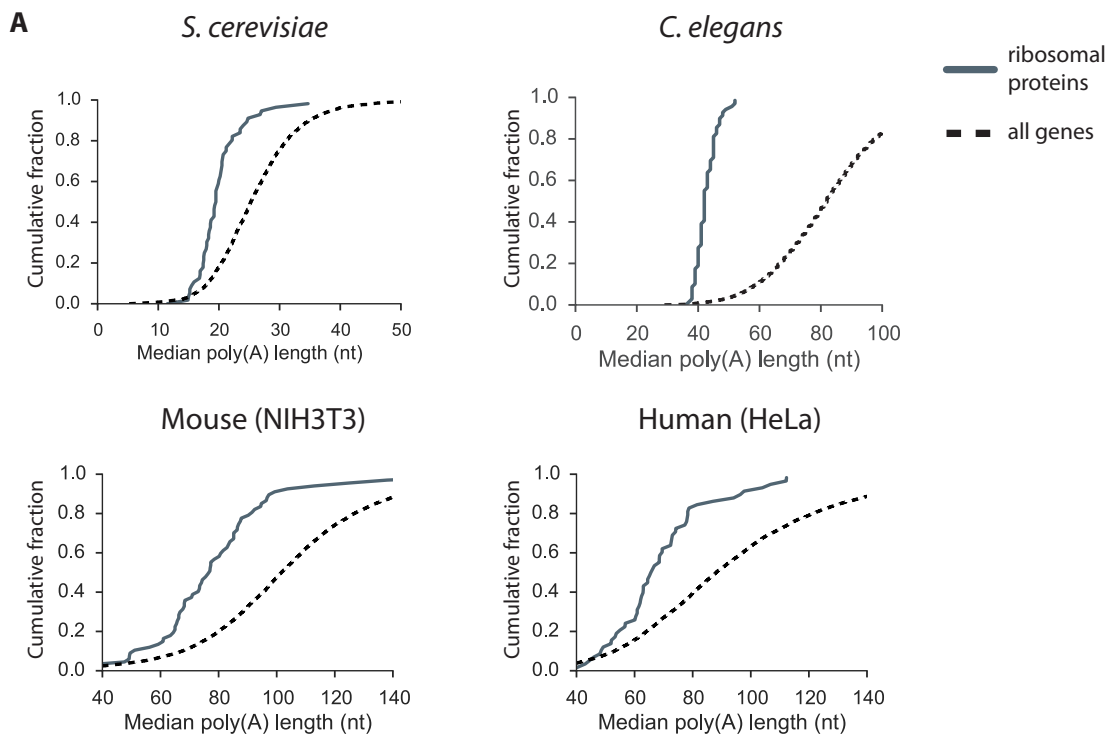 A
S. cerevisiae
C. elegans
ribosomal
proteins
all genes
1.0
0.8
0.6
0.4
0.2
0.0
Cumulative fraction
0 10 20 30 40 50
Median poly(A) length (nt)
1.0
0.8
0.6
0.4
0.2
0.0
Cumulative fraction
0 20 40 60 80 100
Median poly(A) length (nt)
Mouse (NIH3T3)
Human (HeLa)
1.0
0.8
0.6
0.4
0.2
0.0
Cumulative fraction
40 60 80 100 120 140
Median poly(A) length (nt)
1.0
0.8
0.6
0.4
0.2
0.0
Cumulative fraction
40 60 80 100 120 140
Median poly(A) length (nt)